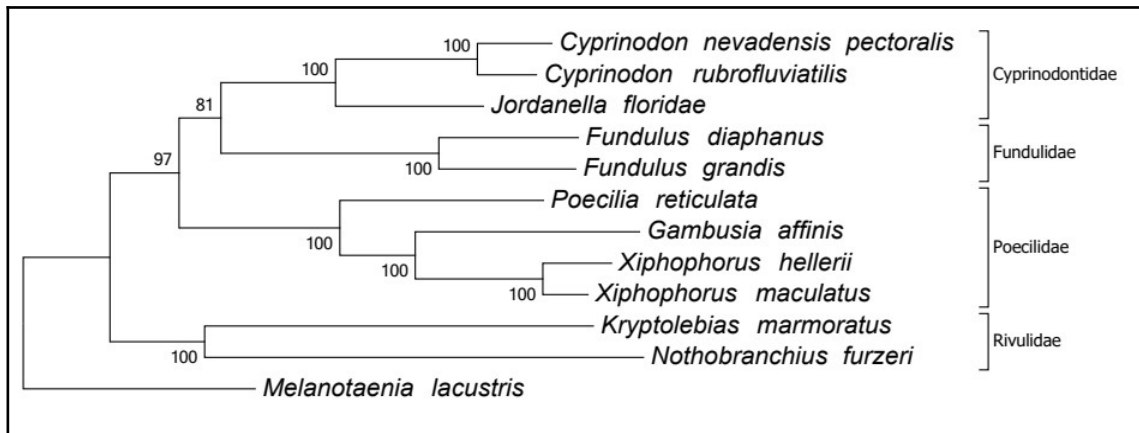 100
Cyprinodon nevadensis pectoralis
100
Cyprinodon rubrofluviatilis
Cyprinodontidae
81
Jordanella floridae
97
Fundulus diaphanus
Fundulidae
100
Fundulus grandis
Poecilia reticulata
100
Gambusia affinis
Poecilidae
100
Xiphophorus hellerii
100
Xiphophorus maculatus
Kryptolebias marmoratus
Rivulidae
100
Nothobranchius furzeri
Melanotaenia lacustris